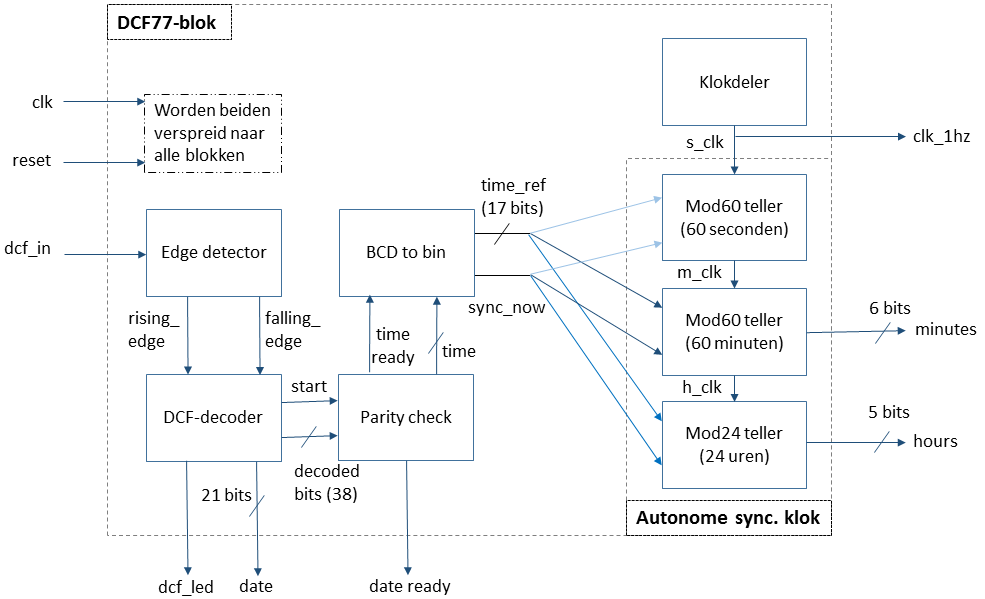 DCF77-blok
Klokdeler
clk
Worden beiden
verspreid naar
alle blokken
reset
s_clk
clk_1hz
time_ref
(17 bits)
Mod60 teller
(60 seconden)
dcf_in
Edge detector
BCD to bin
m_clk
sync_now
rising_
edge
falling_
edge
time
ready
time
Mod60 teller
(60 minuten)
6 bits
minutes
h_clk
start
DCF-decoder
Parity check
Mod24 teller
(24 uren)
5 bits
hours
decoded
bits (38)
21 bits
Autonome sync. klok
dcf_led
date
date ready